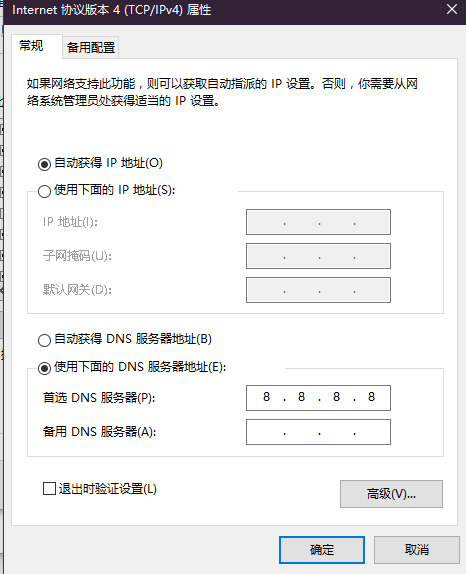 Internet 协议版本 4 (TCP/IPv4) 属性
常规
备用配置
如果网络支持此功能，则可以获取自动指派的 IP 设置。否则，你需要从网
络系统管理员处获得适当的 IP 设置。
自动获得 IP 地址(O)
使用下面的 IP 地址(S):
IP 地址(I):
子网掩码(U):
默认网关(D):
自动获得 DNS 服务器地址(B)
使用下面的 DNS 服务器地址(E):
首选 DNS 服务器(P): 8 . 8 . 8 . 8
备用 DNS 服务器(A):
退出时验证设置(L)
高级(V)...
确定
取消